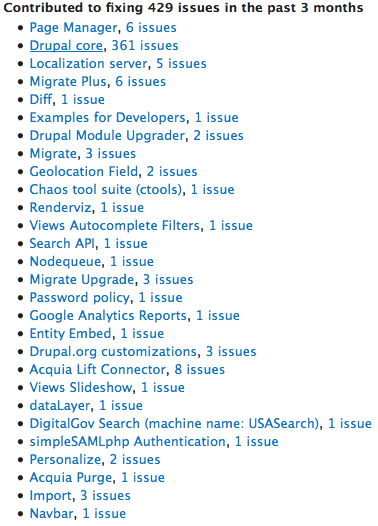 Contributed to fixing 429 issues in the past 3 months
Page Manager, 6 issues
Drupal core, 361 issues
Localization server, 5 issues
Migrate Plus, 6 issues
Diff, 1 issue
Examples for Developers, 1 issue
Drupal Module Upgrader, 2 issues
Migrate, 3 issues
Geolocation Field, 2 issues
Chaos tool suite (ctools), 1 issue
Renderviz, 1 issue
Views Autocomplete Filters, 1 issue
Search API, 1 issue
Nodequeue, 1 issue
Migrate Upgrade, 3 issues
Password policy, 1 issue
Google Analytics Reports, 1 issue
Entity Embed, 1 issue
Drupal.org customizations, 3 issues
Acquia Lift Connector, 8 issues
Views Slideshow, 1 issue
dataLayer, 1 issue
DigitalGov Search (machine name: USASearch), 1 issue
simpleSAMLphp Authentication, 1 issue
Personalize, 2 issues
Acquia Purge, 1 issue
Import, 3 issues
Navbar, 1 issue